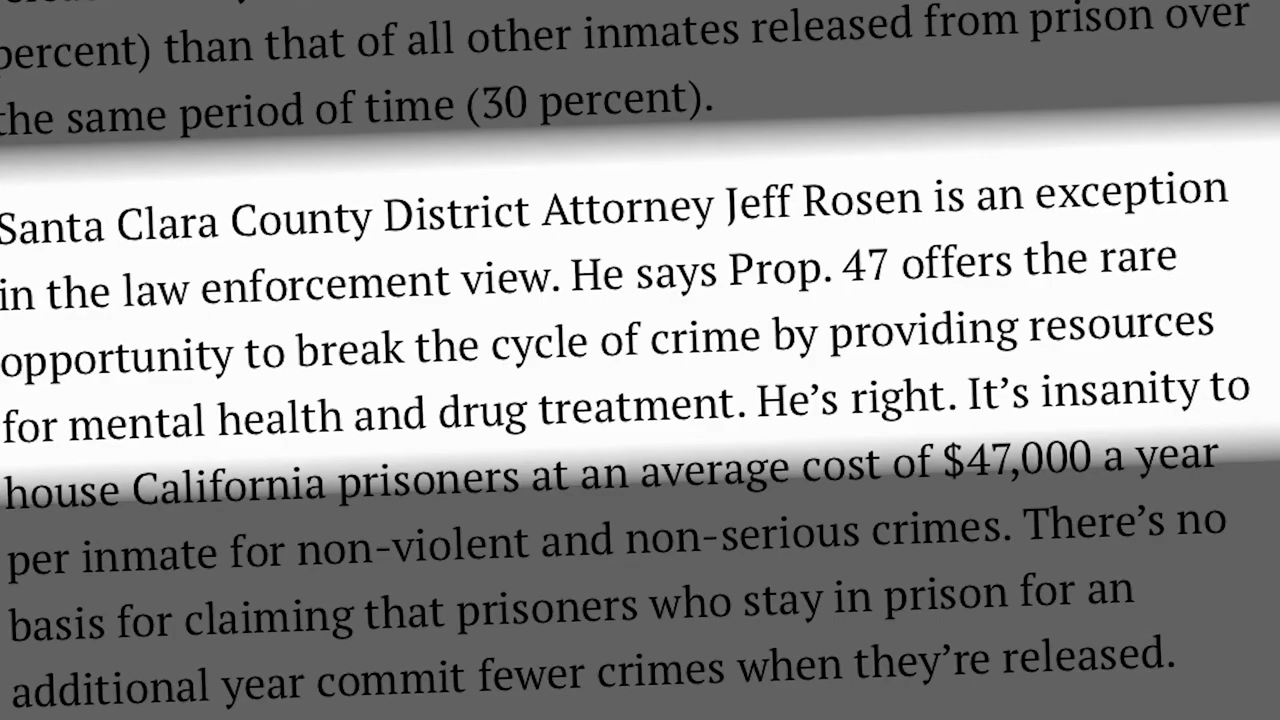 percent) than that of all other inmates released from prison over
the same period of time (30 percent).
Santa Clara County District Attorney Jeff Rosen is an exception
in the law enforcement view. He says Prop. 47 offers the rare
opportunity to break the cycle of crime by providing resources
for mental health and drug treatment. He’s right. It’s insanity to
house California prisoners at an average cost of $47,000 a year
per inmate for non-violent and non-serious crimes. There’s no
basis for claiming that prisoners who stay in prison for an
additional year commit fewer crimes when they’re released.